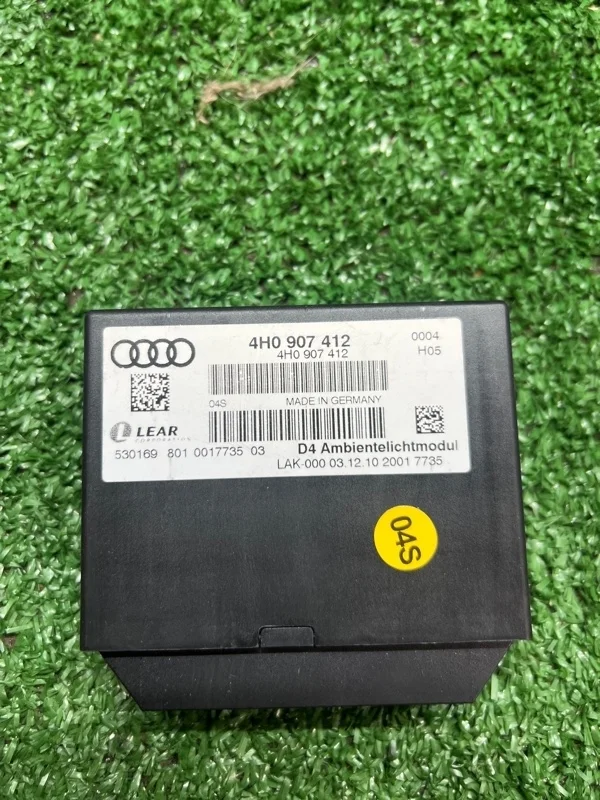 4H0 907 412
0004
4H0 907 412
H05
04S
MADE IN GERMANY
LEAR
CORPORATION
D4 Ambientelichtmodul
530169 801 0017735 03
LAK-000 03.12.10 2001 7735
04S